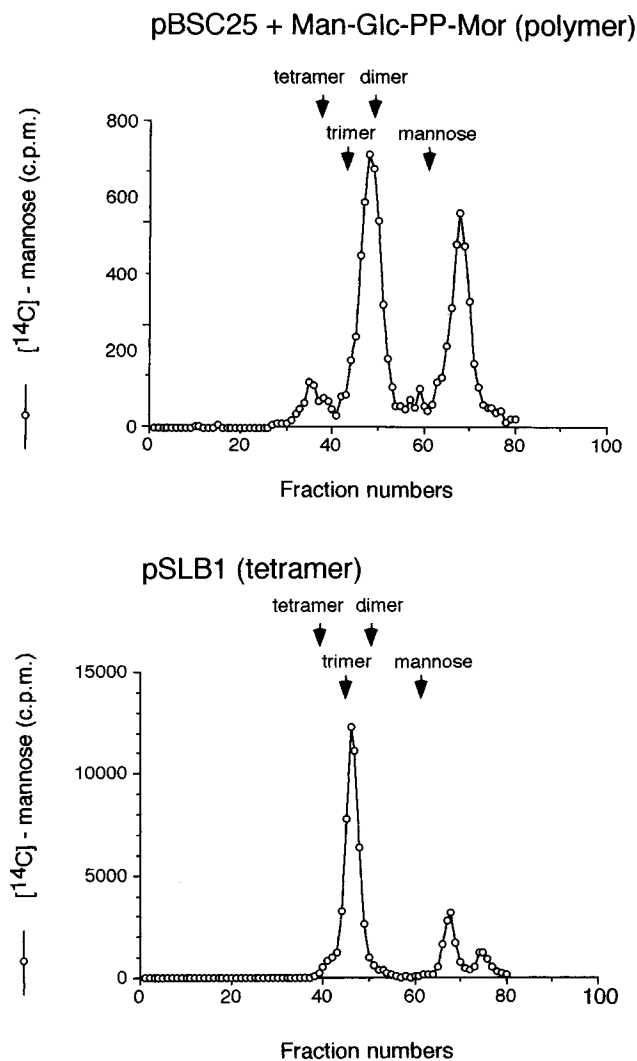 pBSC25 + Man-Glc-PP-Mor (polymer)
tetramer dimer
trimer mannose
800
600
400
200
0
0 20 40 60 80 100
[14C] - mannose (c.p.m.)
Fraction numbers
pSLB1 (tetramer)
tetramer dimer
trimer mannose
15000
10000
5000
0
0 20 40 60 80 100
[14C] - mannose (c.p.m.)
Fraction numbers